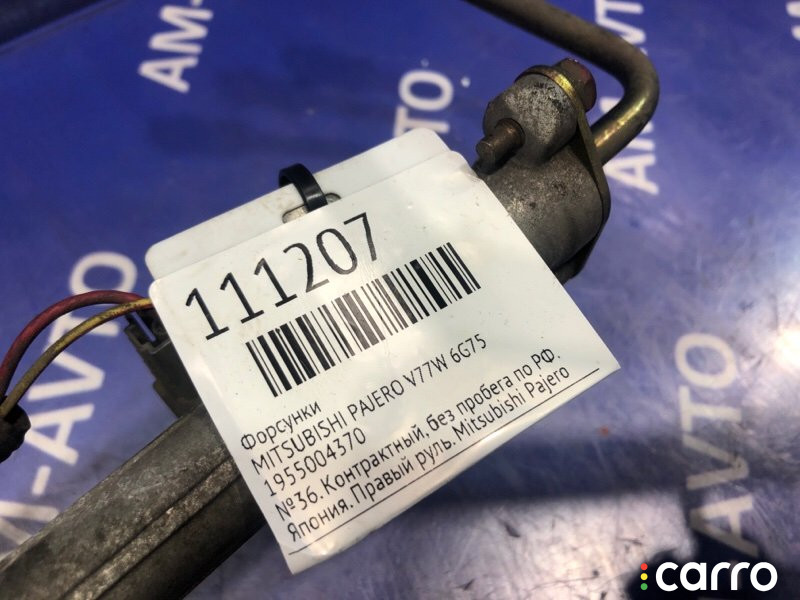 АМ-АВТО
АМ-АВТО
АМ-АВТО
111207
Форсунки
MITSUBISHI PAJERO V77W 6G75
1955004370
№36. Контрактный, без пробега по РФ.
Япония. Правый руль. Mitsubishi Pajero
carro